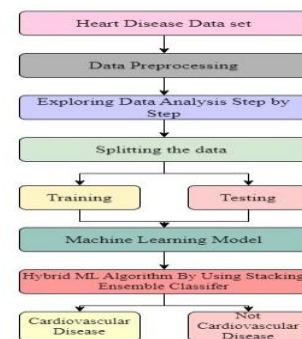 Heart Disease Data set
Data Preprocessing
Exploring Data Analysis Step by
Step
Splitting the data
Training
Testing
Machine Learning Model
Hybrid ML Algorithm By Using Stacking
Ensemble Classifer
Cardiovascular
Disease
Not
Cardiovascular
Disease